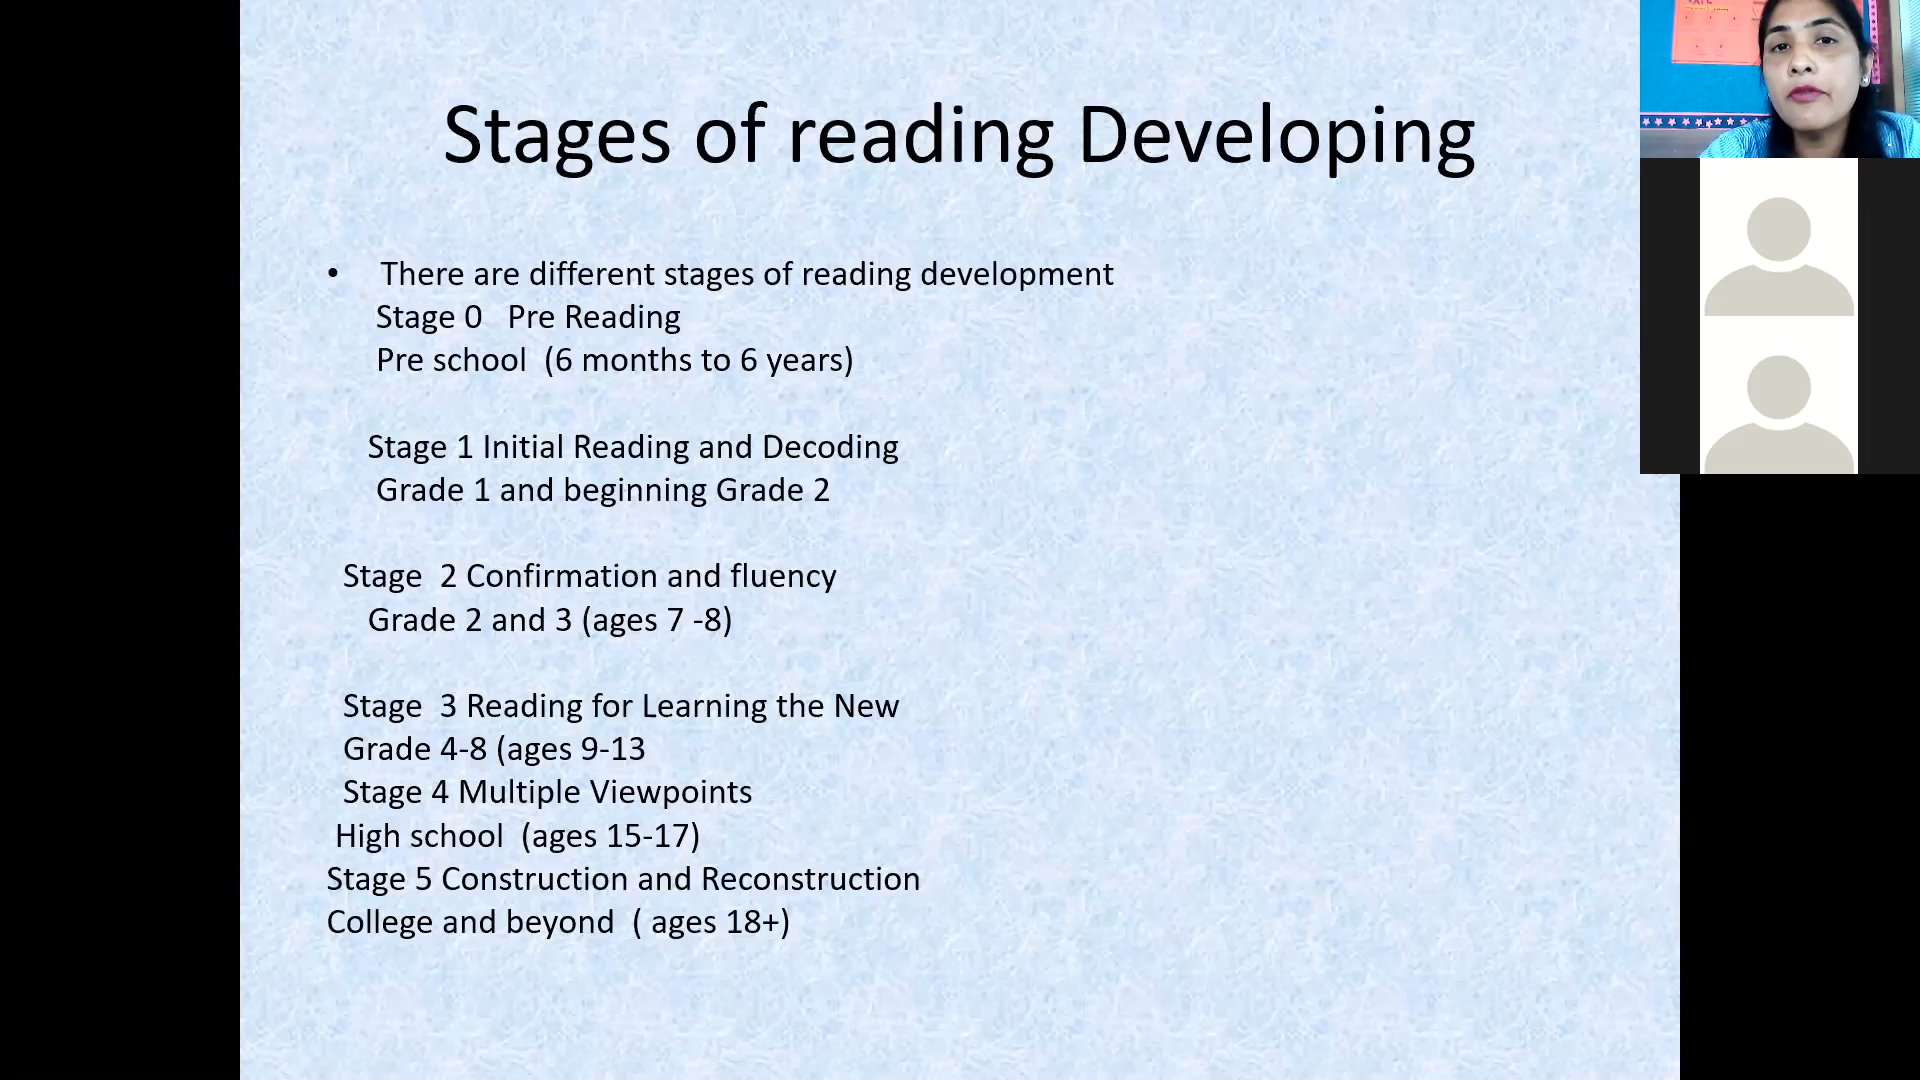 Stages of reading Developing
• There are different stages of reading development
Stage 0 Pre Reading
Pre school (6 months to 6 years)
Stage 1 Initial Reading and Decoding
Grade 1 and beginning Grade 2
Stage 2 Confirmation and fluency
Grade 2 and 3 (ages 7 -8)
Stage 3 Reading for Learning the New
Grade 4-8 (ages 9-13
Stage 4 Multiple Viewpoints
High school (ages 15-17)
Stage 5 Construction and Reconstruction
College and beyond ( ages 18+)